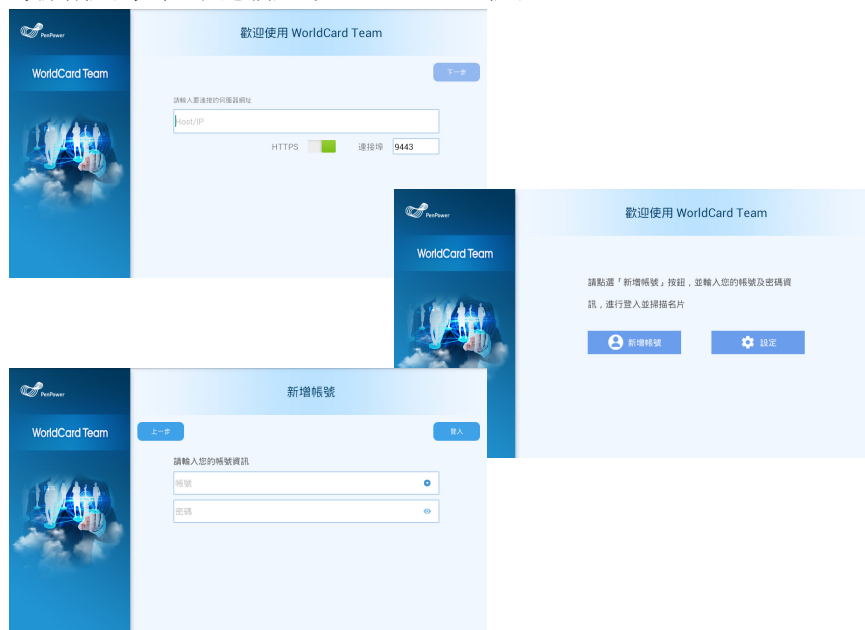 PenPower
歡迎使用 WorldCard Team
WorldCard Team
下一步
請輸入要連接的伺服器網址
Host/IP
HTTPS
連接埠
9443
PenPower
歡迎使用 WorldCard Team
WorldCard Team
請點選「新增帳號」按鈕，並輸入您的帳號及密碼資
訊，進行登入並掃描名片
新增帳號
設定
PenPower
新增帳號
WorldCard Team
上一步
登入
請輸入您的帳號資訊
帳號
密碼